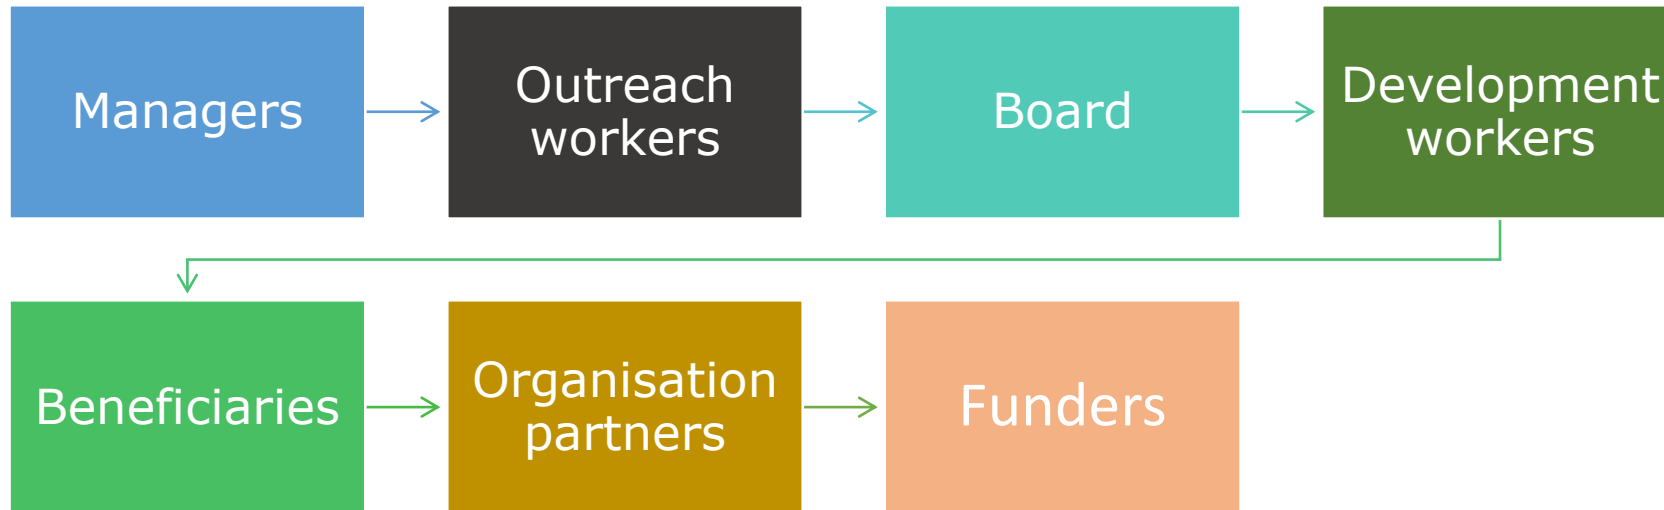 Managers
Outreach
workers
Board
Development
workers
Beneficiaries
Organisation
partners
Funders